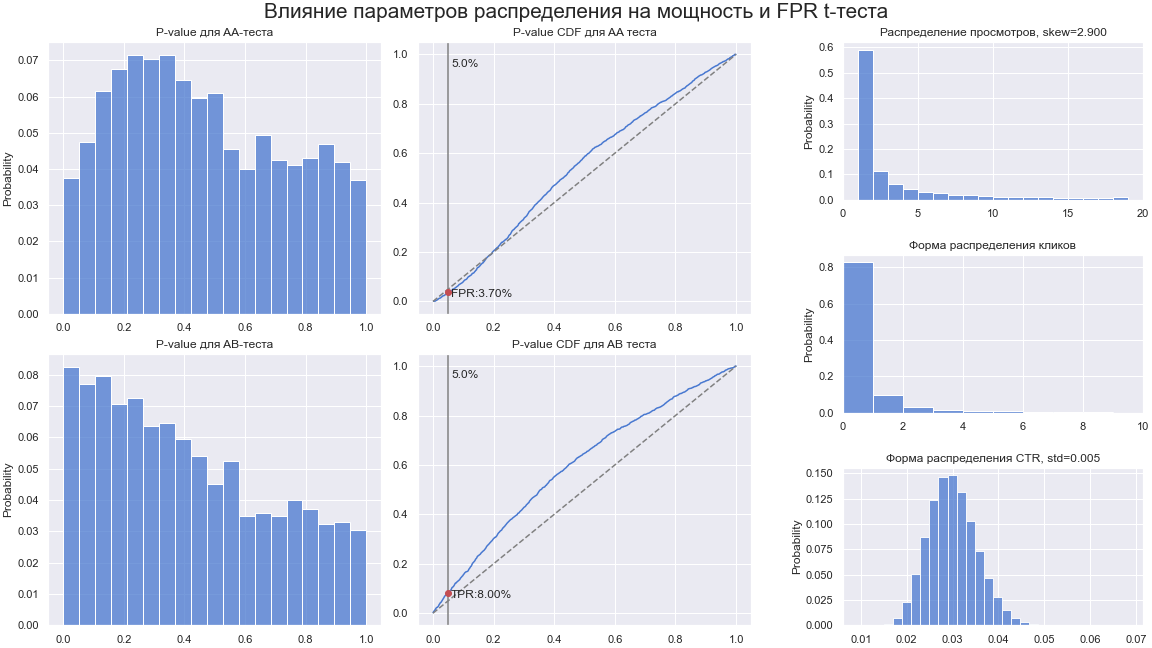 Влияние параметров распределения на мощность и FPR t-теста
P-value для АА-теста
Probability
0.07
0.06
0.05
0.04
0.03
0.02
0.01
0.00
0.0 0.2 0.4 0.6 0.8 1.0
P-value CDF для АА теста
5.0%
1.0
0.8
0.6
0.4
0.2
0.0
FPR:3.70%
0.0 0.2 0.4 0.6 0.8 1.0
Распределение просмотров, skew=2.900
Probability
0.6
0.5
0.4
0.3
0.2
0.1
0.0
0 5 10 15 20
Форма распределения кликов
Probability
0.8
0.6
0.4
0.2
0.0
0 2 4 6 8 10
P-value для АВ-теста
Probability
0.08
0.07
0.06
0.05
0.04
0.03
0.02
0.01
0.00
0.0 0.2 0.4 0.6 0.8 1.0
P-value CDF для АВ теста
5.0%
1.0
0.8
0.6
0.4
0.2
0.0
TPR:8.00%
0.0 0.2 0.4 0.6 0.8 1.0
Форма распределения CTR, std=0.005
Probability
0.150
0.125
0.100
0.075
0.050
0.025
0.000
0.01 0.02 0.03 0.04 0.05 0.06 0.07